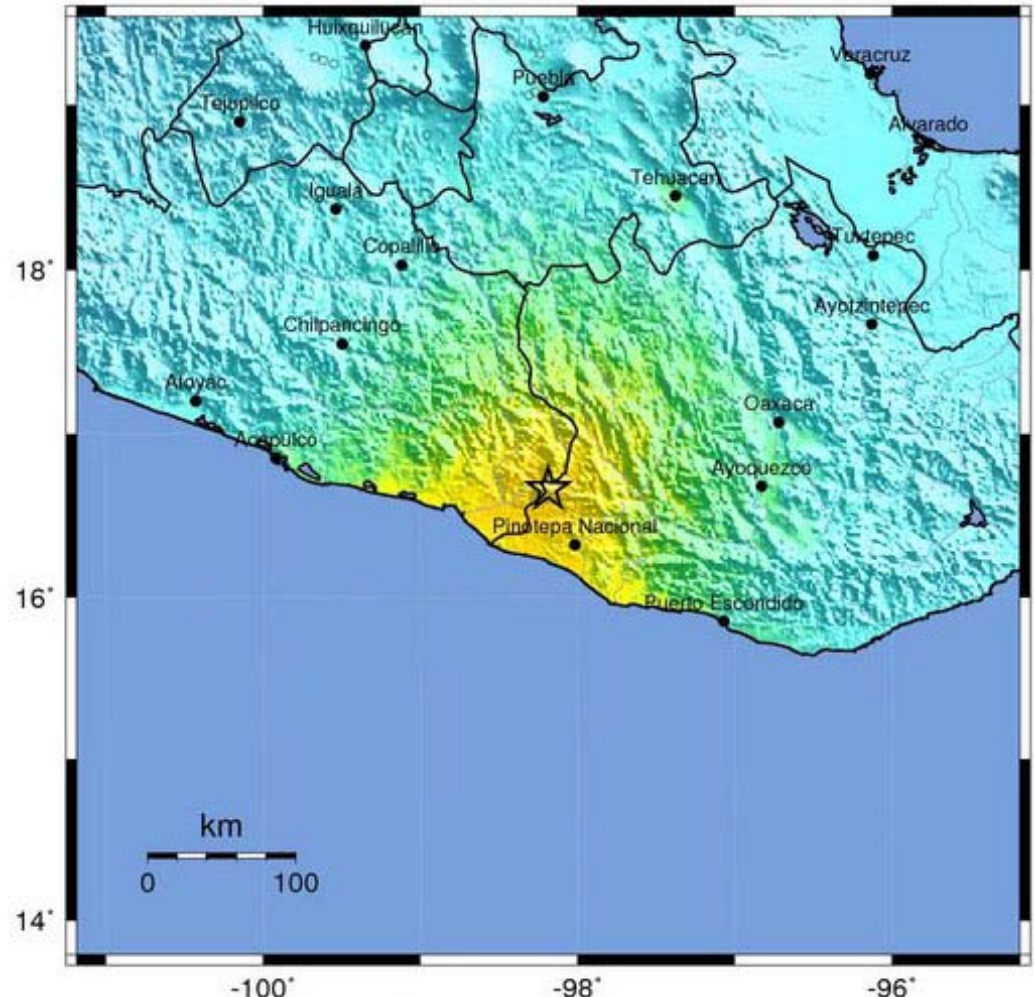 Huixquilucan
Veracruz
Puebla
Tejupilco
Alvarado
Tehuacan
Iguala
Tuxtepec
Copalillo
18°
Ayotzintepec
Chilpancingo
Atoyac
Oaxaca
Acapulco
Ayoquezco
Pinotepa Nacional
16°
Puerto Escondido
km
0 100
14°
-100° -98° -96°